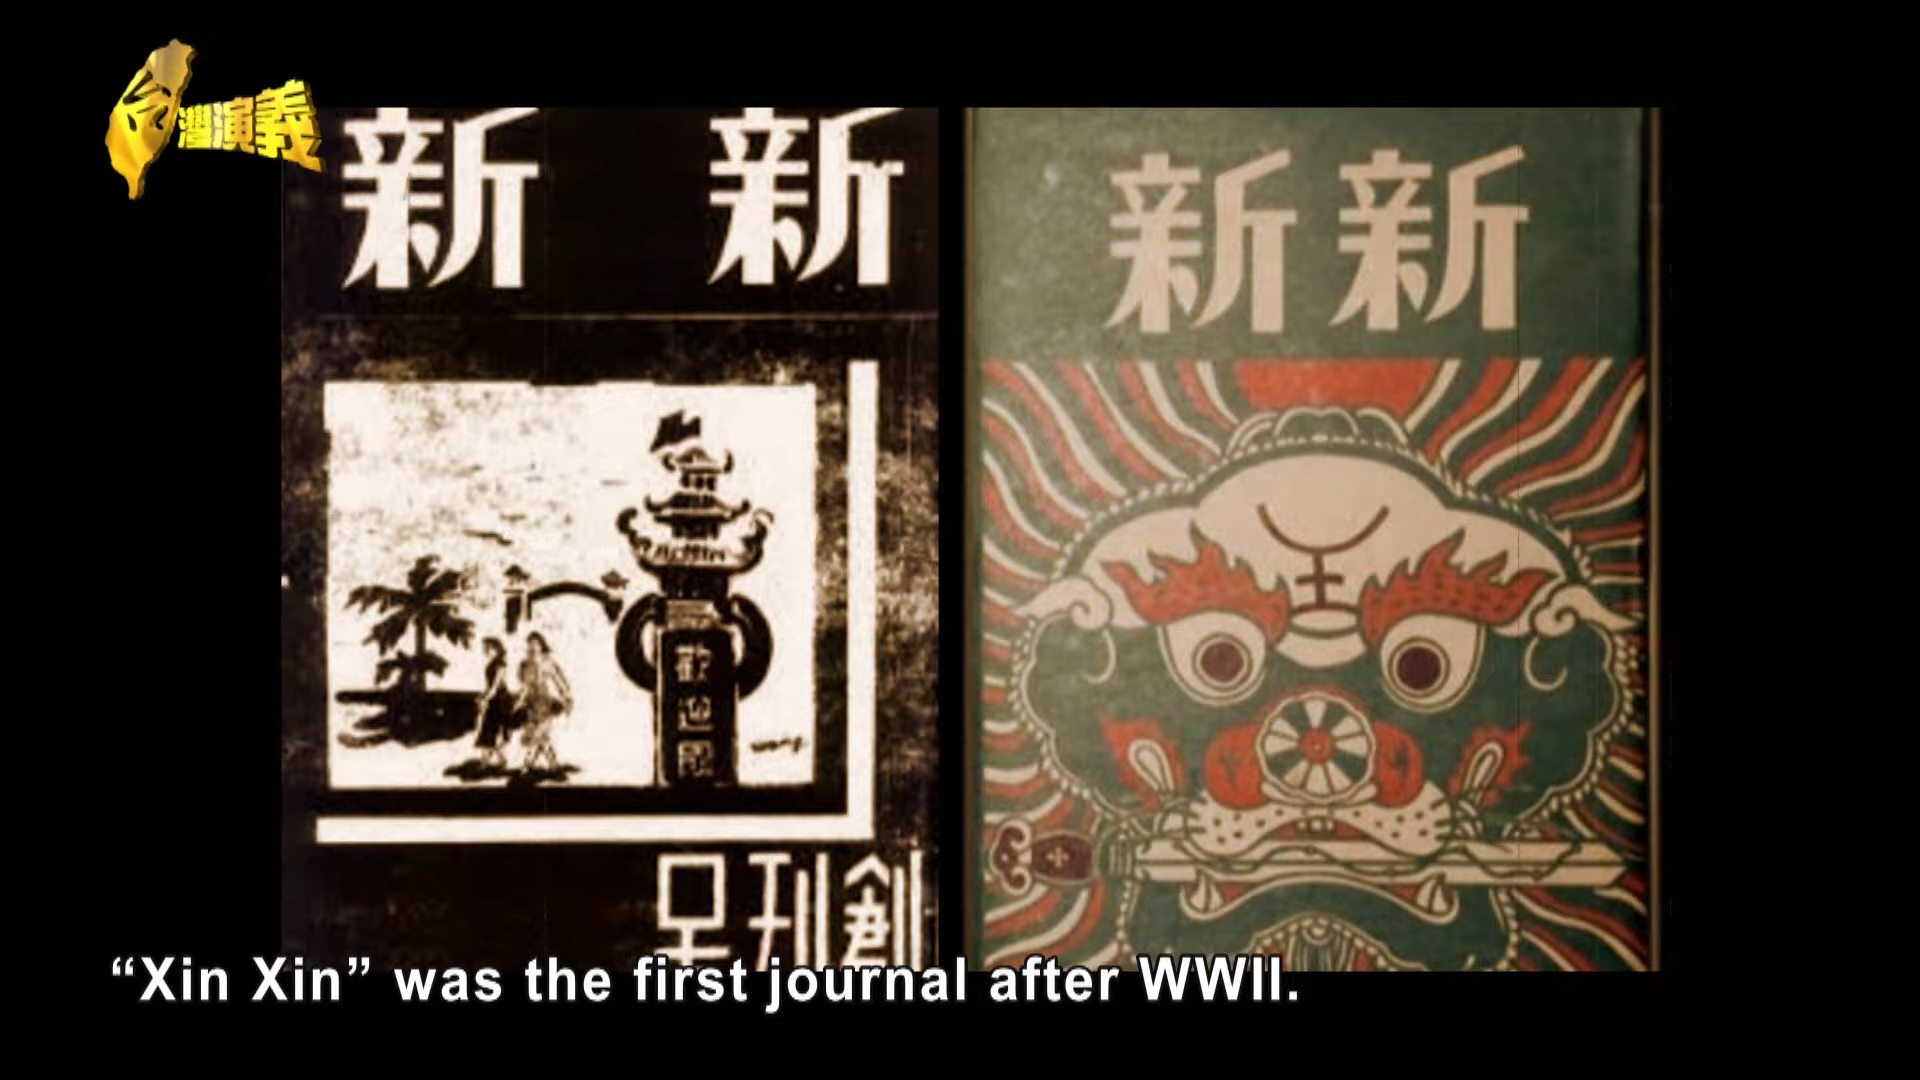 台灣演義
新新
歡迎
創刊号
新新
“Xin Xin” was the first journal after WWII.